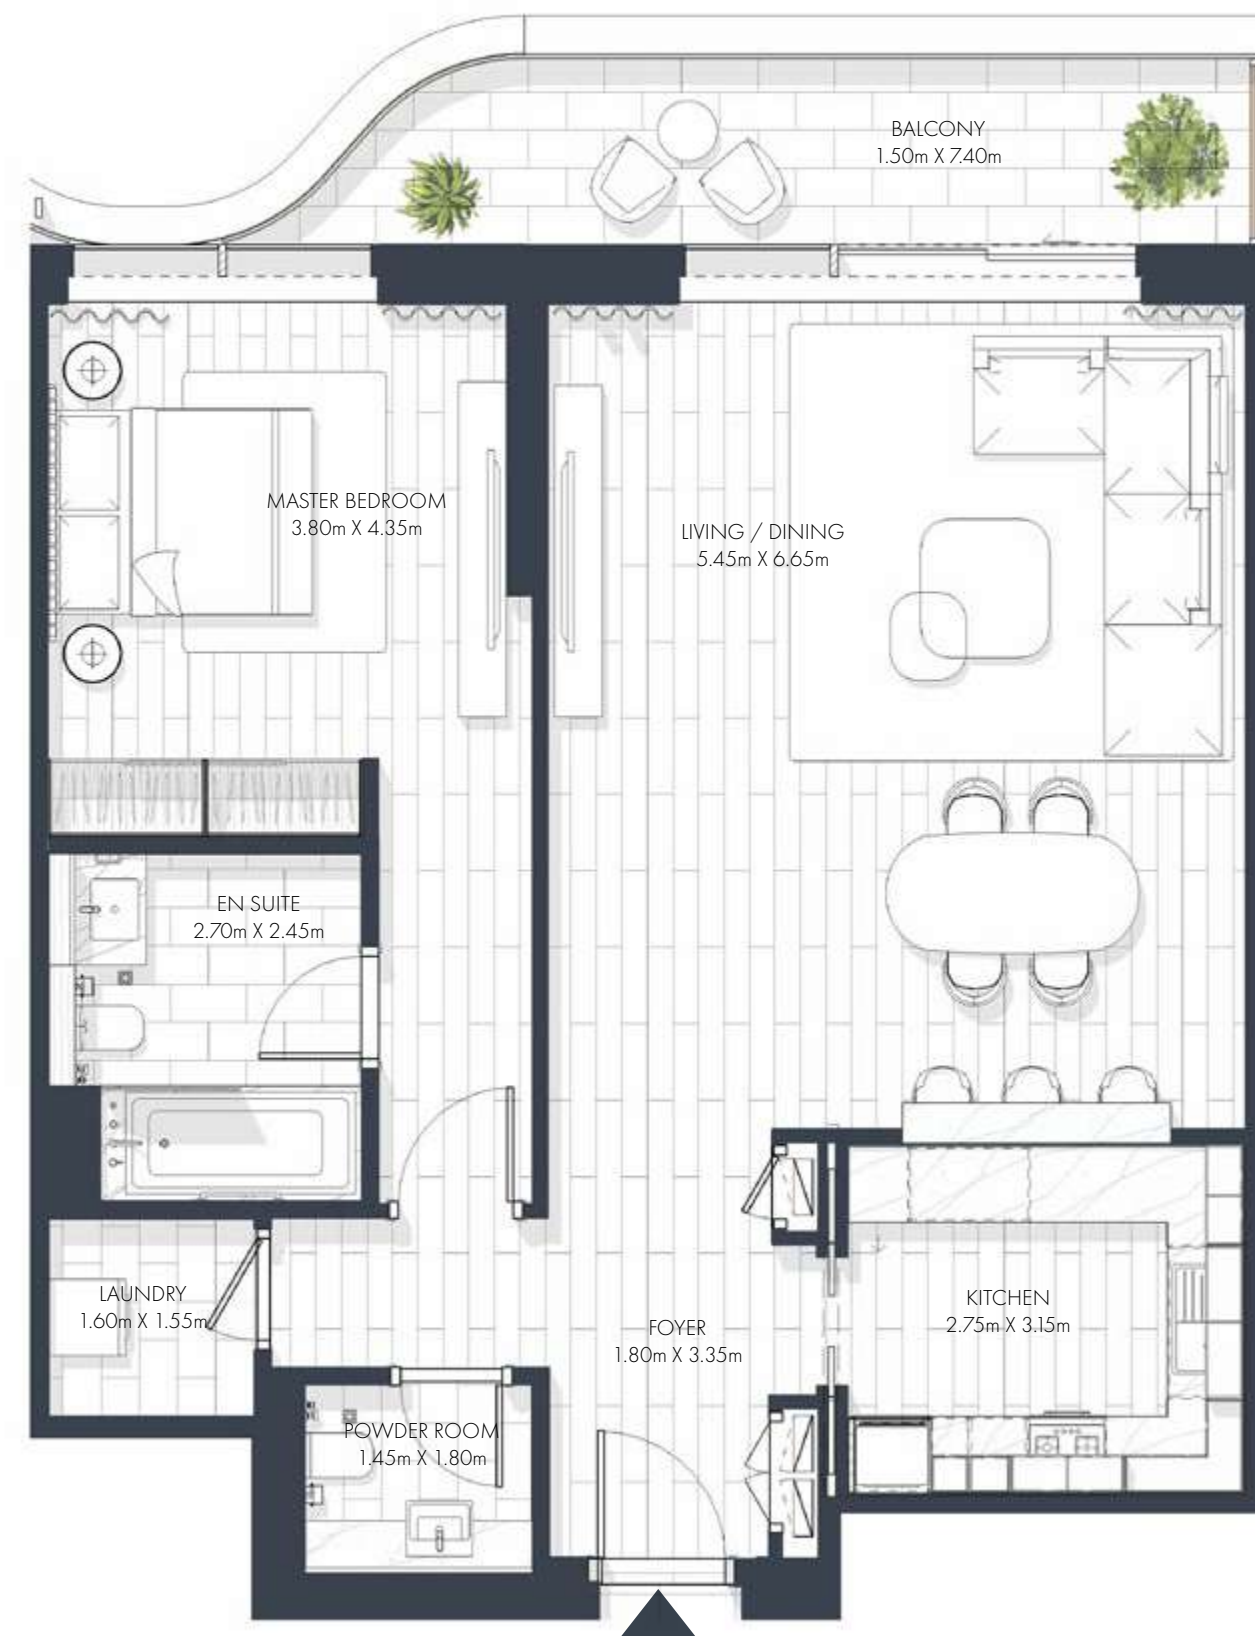 BALCONY
1.50m X 7.40m
MASTER BEDROOM
3.80m X 4.35m
LIVING / DINING
5.45m X 6.65m
EN SUITE
2.70m X 2.45m
LAUNDRY
1.60m X 1.55m
FOYER
1.80m X 3.35m
KITCHEN
2.75m X 3.15m
POWDER ROOM
1.45m X 1.80m